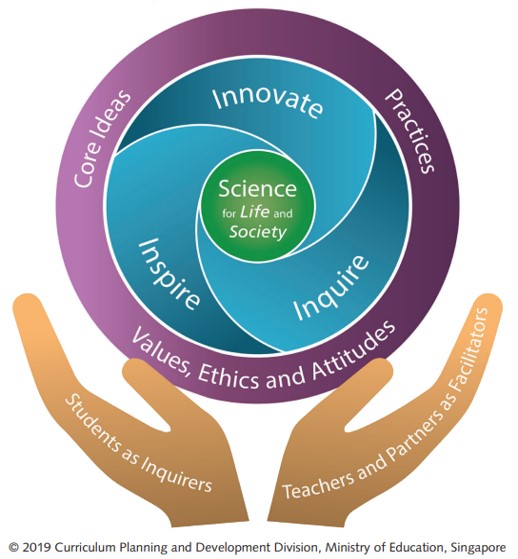 Core Ideas
Practices
Values, Ethics and Attitudes
Innovate
Inspire
Inquire
Science
for Life and
Society
Students as Inquirers
Teachers and Partners as Facilitators
© 2019 Curriculum Planning and Development Division, Ministry of Education, Singapore